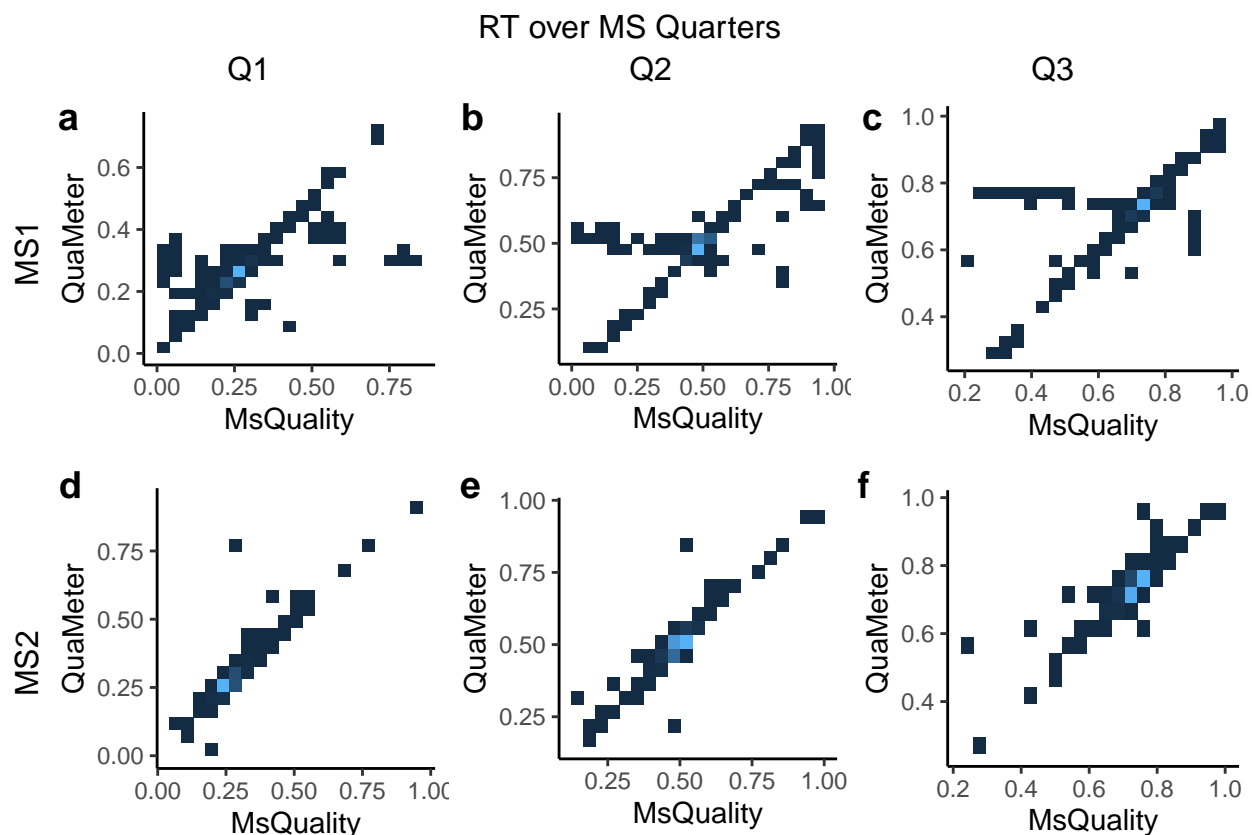 RT over MS Quarters
Q1 Q2 Q3
MS1
a
QuaMeter
0.6
0.4
0.2
0.0
0.00 0.25 0.50 0.75
MsQuality
b
QuaMeter
0.75
0.50
0.25
0.00 0.25 0.50 0.75 1.00
MsQuality
c
QuaMeter
1.0
0.8
0.6
0.4
0.2 0.4 0.6 0.8 1.0
MsQuality
MS2
d
QuaMeter
0.75
0.50
0.25
0.00
0.00 0.25 0.50 0.75 1.00
MsQuality
e
QuaMeter
1.00
0.75
0.50
0.25
0.25 0.50 0.75 1.00
MsQuality
f
QuaMeter
1.0
0.8
0.6
0.4
0.2 0.4 0.6 0.8 1.0
MsQuality